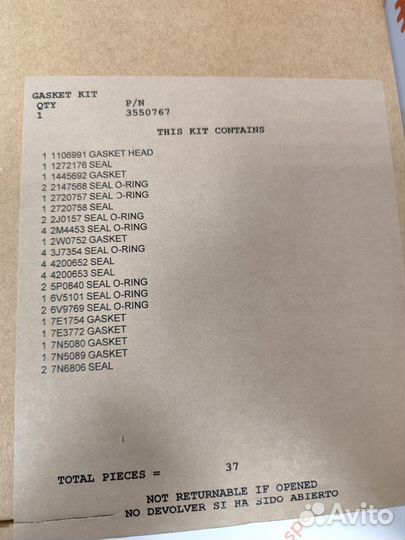 GASKET KIT
QTY P/N
1 3550767
THIS KIT CONTAINS
1 1106991 GASKET HEAD
1 1272176 SEAL
1 1445692 GASKET
2 2147568 SEAL O-RING
1 2720757 SEAL O-RING
1 2720758 SEAL
2 2J0157 SEAL O-RING
4 2M4453 SEAL O-RING
1 2W0752 GASKET
4 3J7354 SEAL O-RING
4 4200652 SEAL
4 4200653 SEAL
2 5P0840 SEAL O-RING
1 6V5101 SEAL O-RING
2 6V9769 SEAL O-RING
1 7E1754 GASKET
1 7E3772 GASKET
1 7N5080 GASKET
1 7N5089 GASKET
2 7N6806 SEAL
TOTAL PIECES = 37
NOT RETURNABLE IF OPENED
NO DEVOLVER SI HA SIDO ABIERTO
Avito